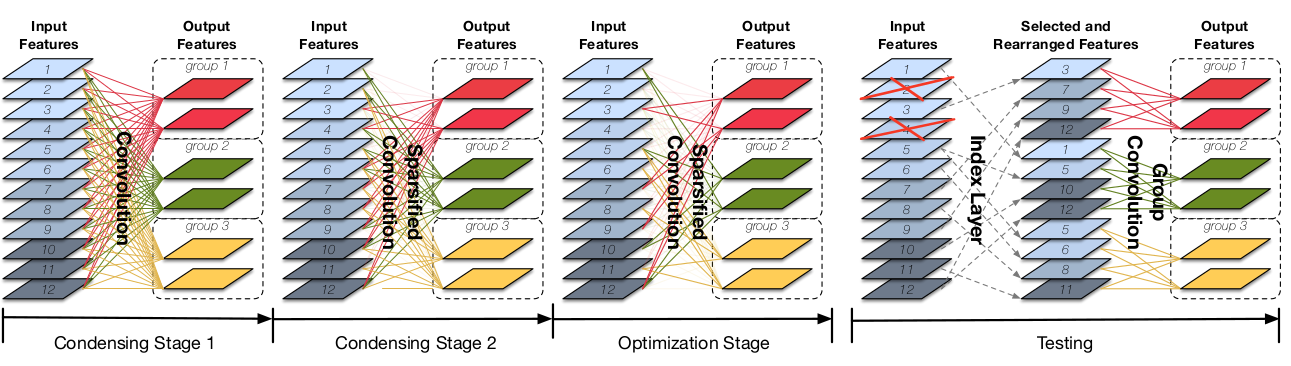 Input
Features
Output
Features
1
2
3
4
5
6
7
8
9
10
11
12
group 1
group 2
group 3
Convolution
Condensing Stage 1
Input
Features
Output
Features
1
2
3
4
5
6
7
8
9
10
11
12
group 1
group 2
group 3
Sparsified
Convolution
Condensing Stage 2
Input
Features
Output
Features
1
2
3
4
5
6
7
8
9
10
11
12
group 1
group 2
group 3
Sparsified
Convolution
Optimization Stage
Input
Features
Selected and
Rearranged Features
Output
Features
1
2
3
4
5
6
7
8
9
10
11
12
Index Layer
3
7
9
12
1
5
10
12
5
6
8
11
Group
Convolution
group 1
group 2
group 3
Testing